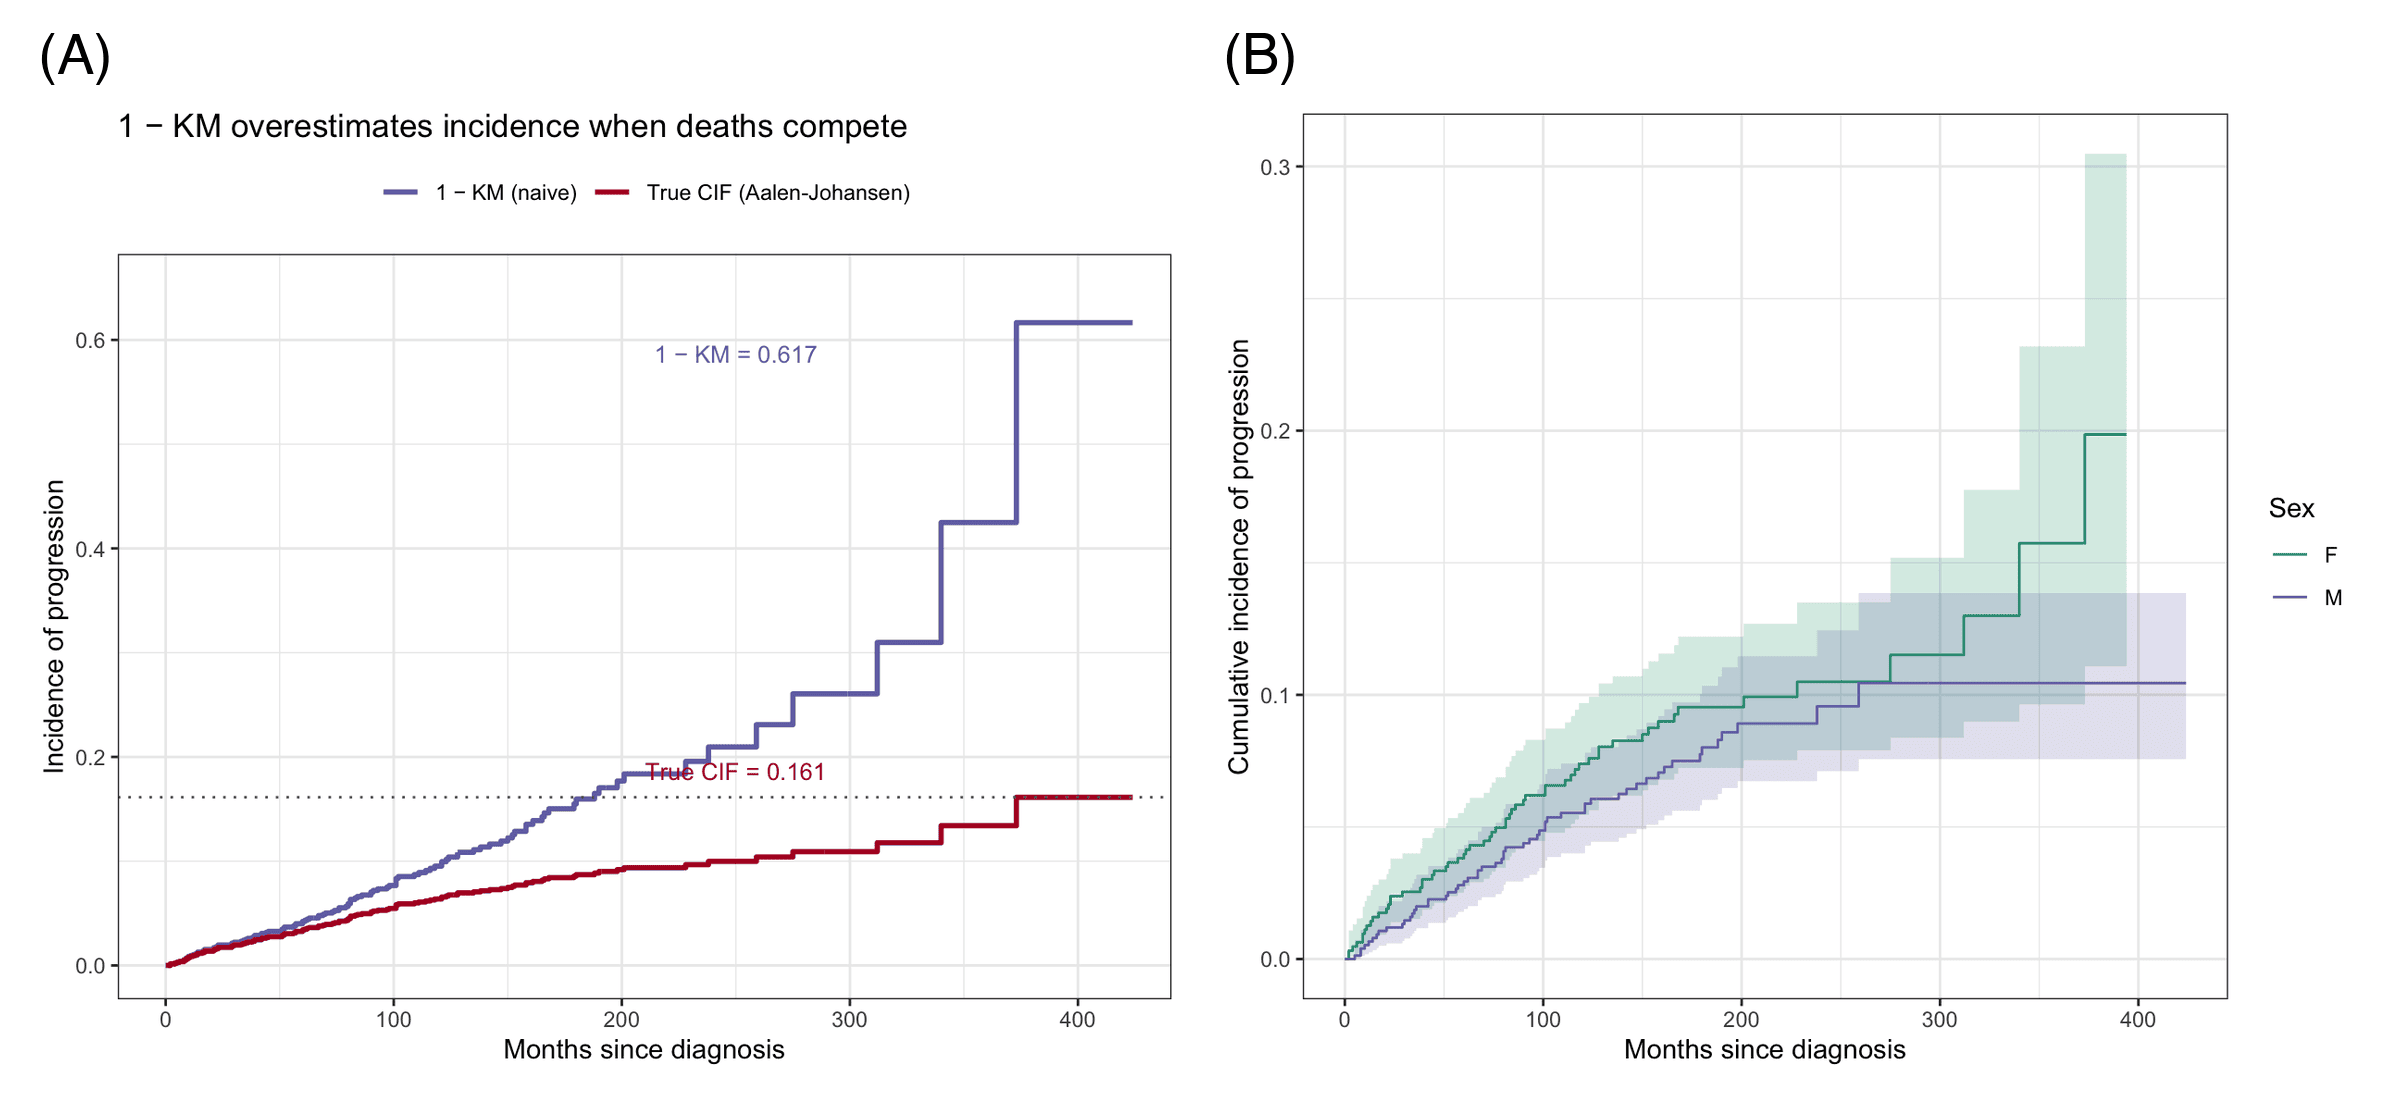 (A)
1 − KM overestimates incidence when deaths compete
1 − KM (naive) True CIF (Aalen-Johansen)
Incidence of progression
0.6
0.4
0.2
0.0
1 − KM = 0.617
True CIF = 0.161
0 100 200 300 400
Months since diagnosis
(B)
Cumulative incidence of progression
0.3
0.2
0.1
0.0
0 100 200 300 400
Months since diagnosis
Sex
F
M